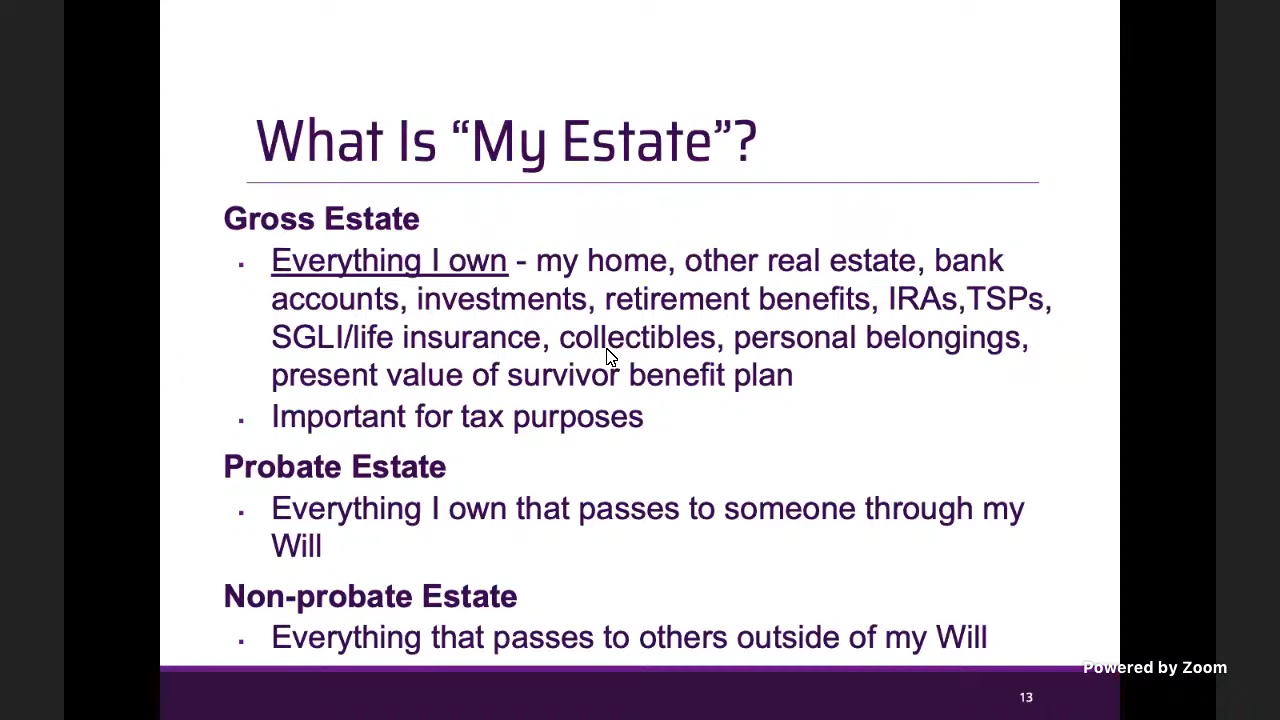 What Is “My Estate”?
Gross Estate
▪ Everything I own - my home, other real estate, bank
accounts, investments, retirement benefits, IRAs,TSPs,
SGLI/life insurance, collectibles, personal belongings,
present value of survivor benefit plan
▪ Important for tax purposes
Probate Estate
▪ Everything I own that passes to someone through my
Will
Non-probate Estate
▪ Everything that passes to others outside of my Will
Powered by Zoom
13